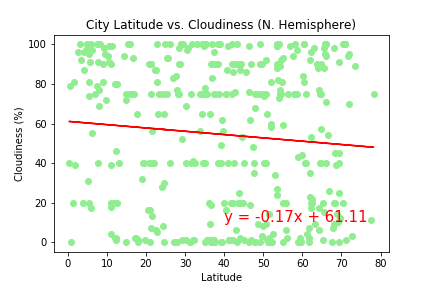 City Latitude vs. Cloudiness (N. Hemisphere)
100
80
60
40
20
0
Cloudiness (%)
y = -0.17x + 61.11
0 10 20 30 40 50 60 70 80
Latitude